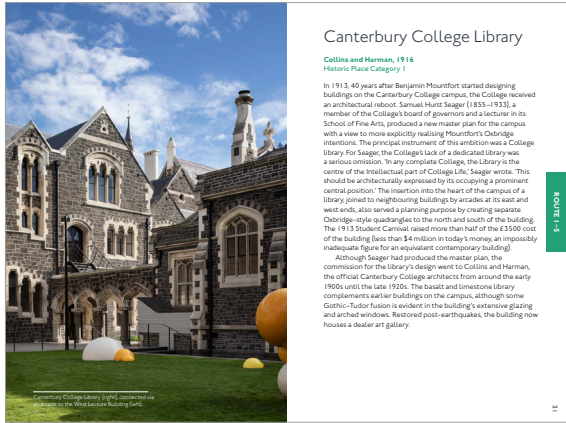 Canterbury College Library
Collins and Harman, 1916
Historic Place Category 1
In 1913, 40 years after Benjamin Mountfort started designing
buildings on the Canterbury College campus, the College received
an architectural reboot. Samuel Hurst Seager (1855–1933), a
member of the College's board of governors and a lecturer in its
School of Fine Arts, produced a new master plan for the campus
with a view to more explicitly realising Mountfort's Oxbridge
intentions. The principal instrument of this ambition was a College
library. For Seager, the College's lack of a dedicated library was
a serious omission. 'In any complete College, the Library is the
centre of the Intellectual part of College Life,' Seager wrote. 'This
should be architecturally expressed by its occupying a prominent
central position.' The insertion into the heart of the campus of a
library, joined to neighbouring buildings by arcades at its east and
west ends, also served a planning purpose by creating separate
Oxbridge-style quadrangles to the north and south of the building.
The 1913 Student Carnival raised more than half of the £3500 cost
of the building (less than $4 million in today's money, an impossibly
inadequate figure for an equivalent contemporary building).
Although Seager had produced the master plan, the
commission for the library's design went to Collins and Harman,
the official Canterbury College architects from around the early
1900s until the late 1920s. The basalt and limestone library
complements earlier buildings on the campus, although some
Gothic–Tudor fusion is evident in the building's extensive glazing
and arched windows. Restored post-earthquakes, the building now
houses a dealer art gallery.
ROUTE 1–5
Canterbury College Library (right), connected via
an arcade to the West Lecture Building (left).